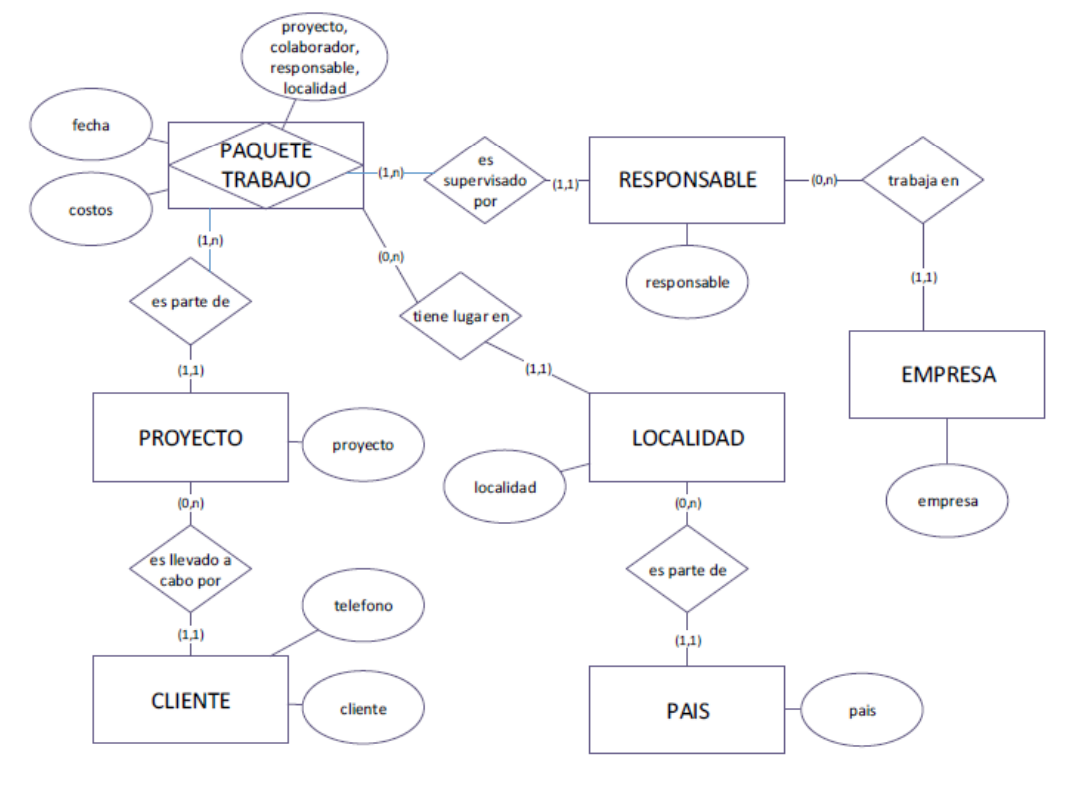 proyecto,
colaborador,
responsable,
localidad
fecha
costos
PAQUETE
TRABAJO
(1,n)
es
supervisado
por
(1,1)
RESPONSABLE
(0,n)
trabaja en
(1,n)
(0,n)
responsable
(1,1)
es parte de
tiene lugar en
(1,1)
(1,1)
EMPRESA
PROYECTO
proyecto
LOCALIDAD
localidad
empresa
(0,n)
(0,n)
es llevado a
cabo por
es parte de
telefono
(1,1)
(1,1)
CLIENTE
cliente
PAIS
pais